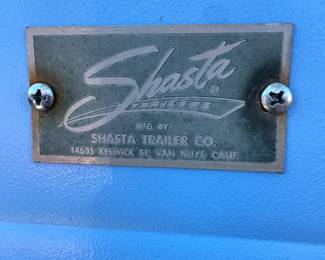 Shasta®
TRAILERS
MFG. BY
SHASTA TRAILER CO.
14535 KESWICK ST. VAN NUYS, CALIF.